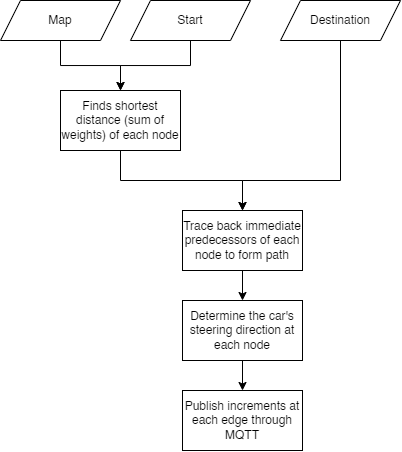 Map
Start
Destination
Finds shortest
distance (sum of
weights) of each node
Trace back immediate
predecessors of each
node to form path
Determine the car's
steering direction at
each node
Publish increments at
each edge through
MQTT